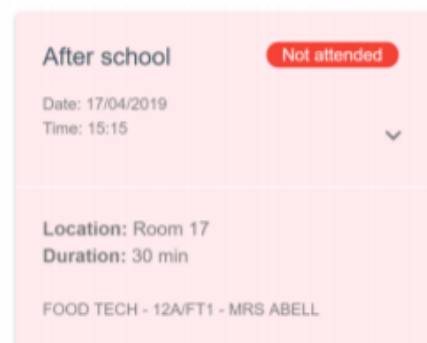 After school
Not attended
Date: 17/04/2019
Time: 15:15
Location: Room 17
Duration: 30 min
FOOD TECH - 12A/FT1 - MRS ABELL